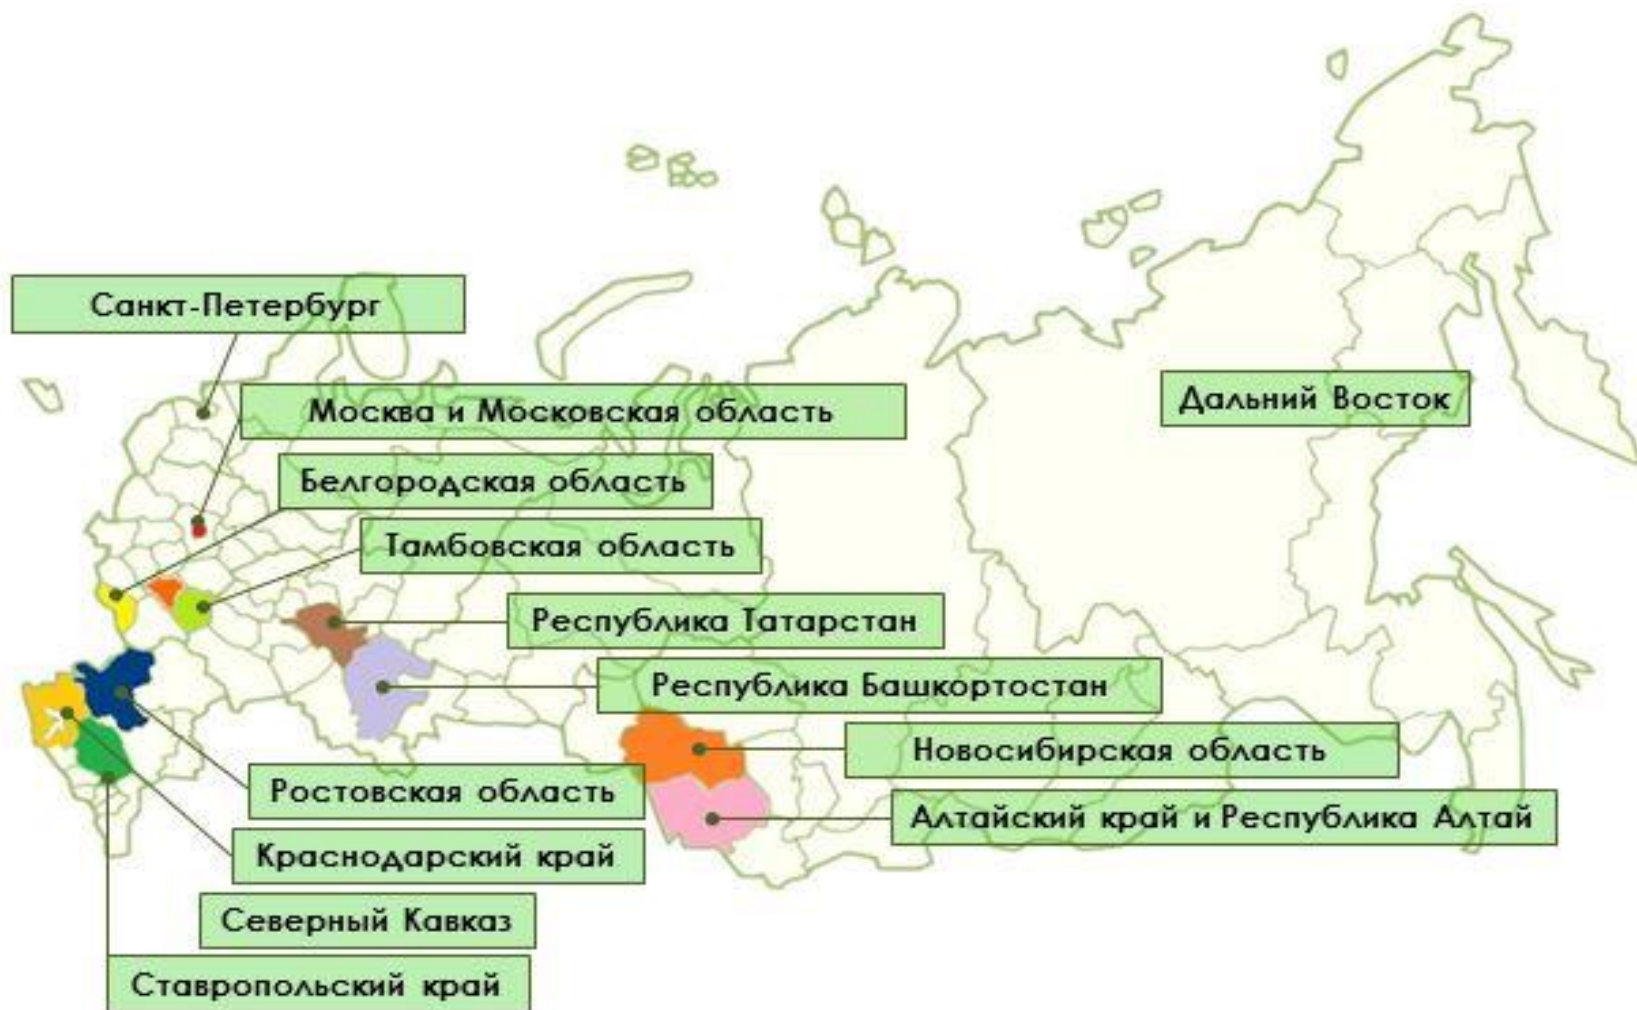 Санкт-Петербург
Москва и Московская область
Дальний Восток
Белгородская область
Тамбовская область
Республика Татарстан
Республика Башкортостан
Новосибирская область
Ростовская область
Алтайский край и Республика Алтай
Краснодарский край
Северный Кавказ
Ставропольский край